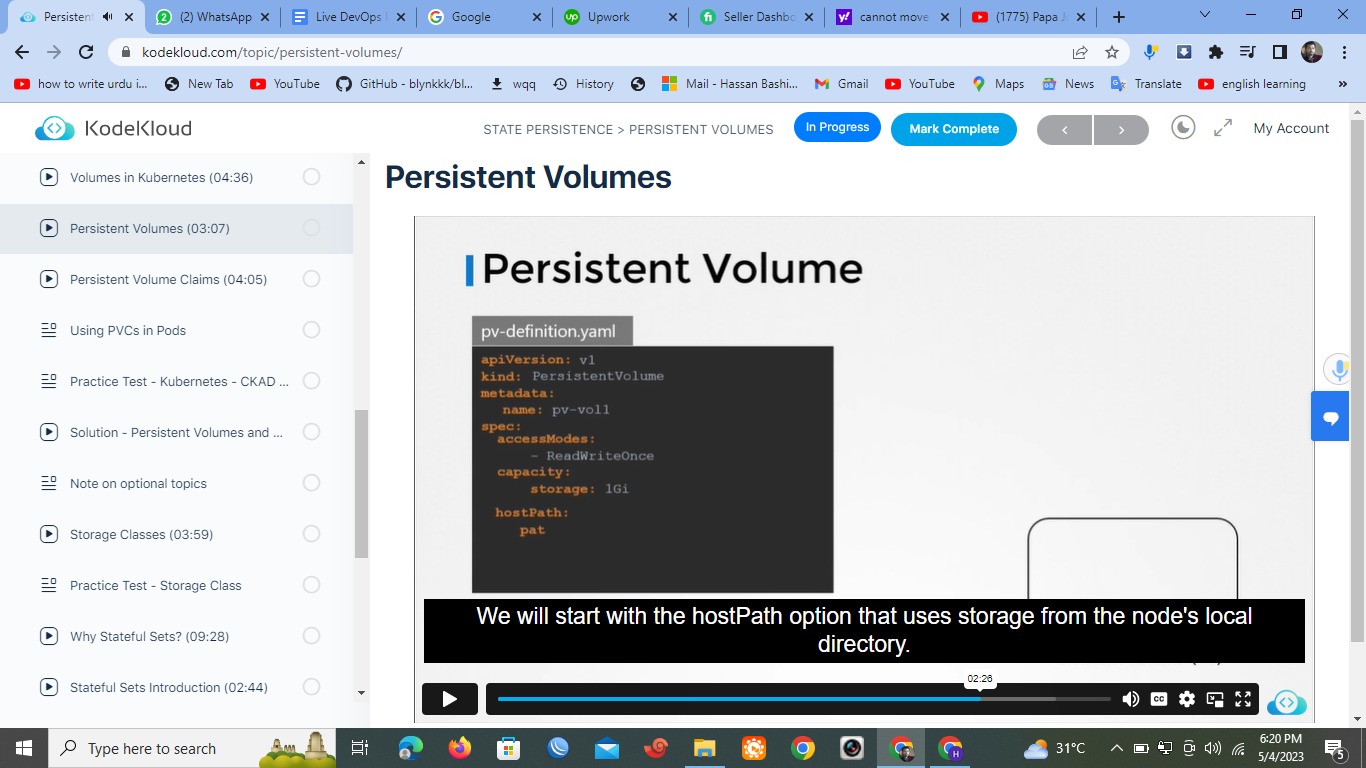 Persistent
(2) WhatsApp
Live DevOps
Google
Upwork
Seller Dashbo
cannot move
(1775) Papa J
kodekloud.com/topic/persistent-volumes/
how to write urdu i...
New Tab
YouTube
GitHub - blynkkk/bl...
wqq
History
Mail - Hassan Bashi...
Gmail
YouTube
Maps
News
Translate
english learning
»
KodeKloud
STATE PERSISTENCE > PERSISTENT VOLUMES
In Progress
Mark Complete
My Account
Volumes in Kubernetes (04:36)
Persistent Volumes (03:07)
Persistent Volume Claims (04:05)
Using PVCs in Pods
Practice Test - Kubernetes - CKAD ...
Solution - Persistent Volumes and ...
Note on optional topics
Storage Classes (03:59)
Practice Test - Storage Class
Why Stateful Sets? (09:28)
Stateful Sets Introduction (02:44)
Persistent Volumes
Persistent Volume
pv-definition.yaml
apiVersion: v1
kind: PersistentVolume
metadata:
name: pv-vol1
spec:
accessModes:
- ReadWriteOnce
capacity:
storage: 1Gi
hostPath:
pat
We will start with the hostPath option that uses storage from the node's local
directory.
02:26
CC
Type here to search
31°C
6:20 PM
5/4/2023
5